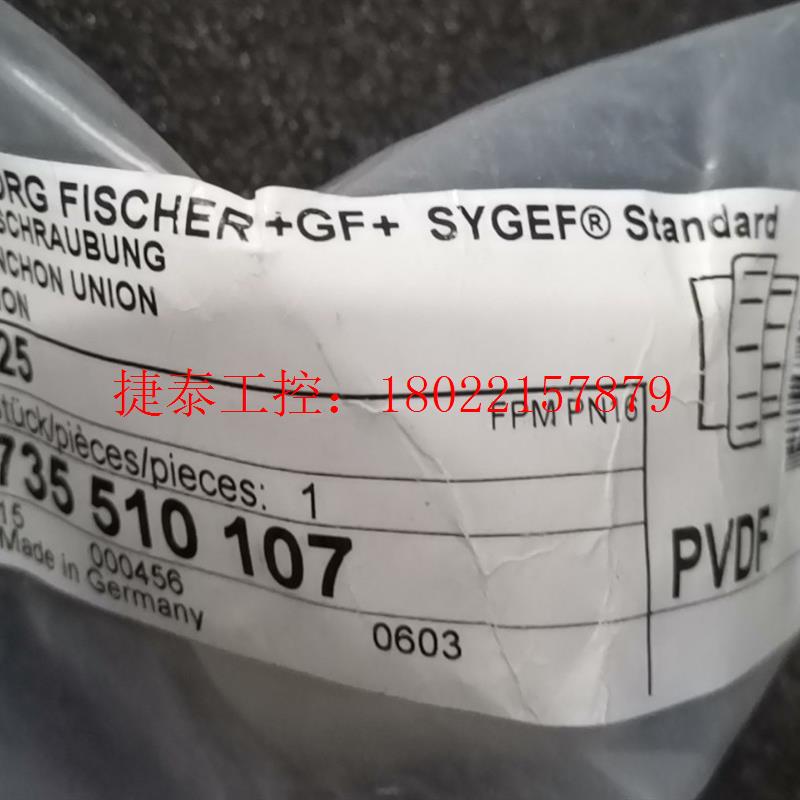 ORG FISCHER +GF+ SYGEF® Standard
SCHRAUBUNG
NCHON UNION
ION
25
FPM PN16
stück/pièces/pieces: 1
735 510 107
15
000456
Made in Germany
0603
PVDF
捷泰工控：18022157879